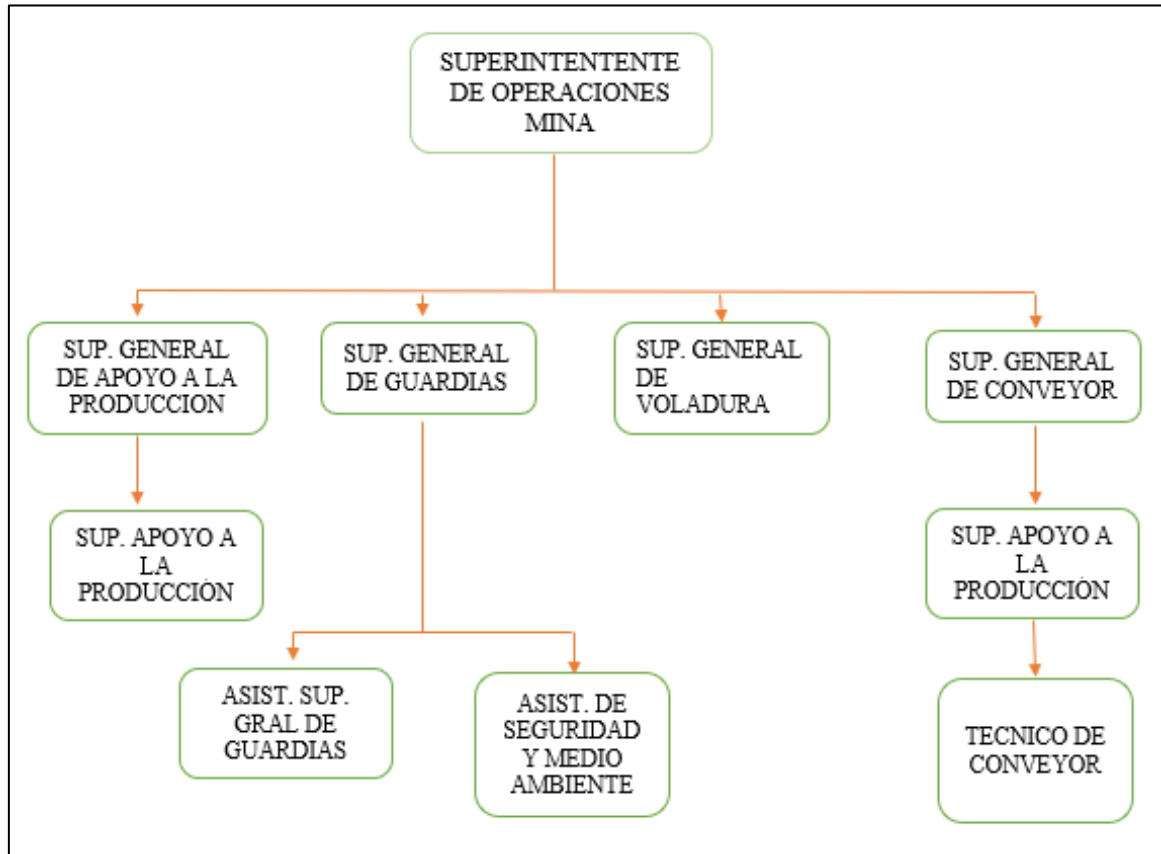 SUPERINTENTENTE
DE OPERACIONES
MINA
SUP. GENERAL
DE APOYO A LA
PRODUCCION
SUP. GENERAL
DE GUARDIAS
SUP. GENERAL
DE
VOLADURA
SUP. GENERAL
DE CONVEYOR
SUP. APOYO A
LA
PRODUCCIÓN
SUP. APOYO A
LA
PRODUCCIÓN
ASIST. SUP.
GRAL DE
GUARDIAS
ASIST. DE
SEGURIDAD
Y MEDIO
AMBIENTE
TECNICO DE
CONVEYOR